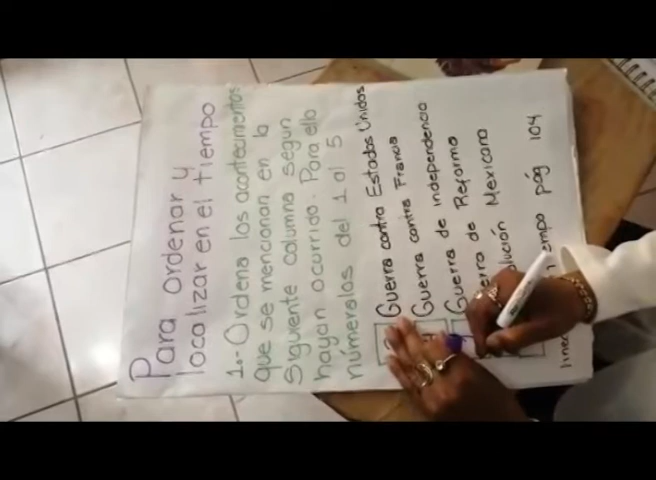 Para ordenar y
localizar en el tiempo
1.- Ordena los acontecimientos
que se mencionan en la
siguiente columna según
hayan ocurrido. Para ello
númeralos del 1 al 5
Guerra contra Estados Unidos
Guerra contra Francia
Guerra de independencia
Guerra de Reforma
Mexicana
pág 104